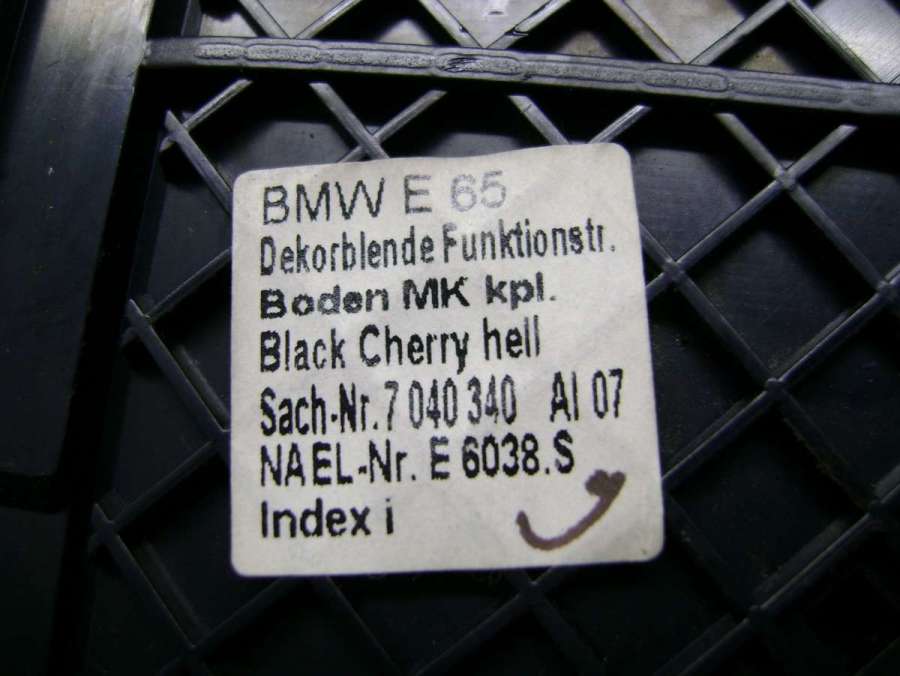 BMW E 65
Dekorblende Funktionstr.
Boden MK kpl.
Black Cherry hell
Sach-Nr. 7 040 340 AI 07
NAEL-Nr. E 6038.S
Index i